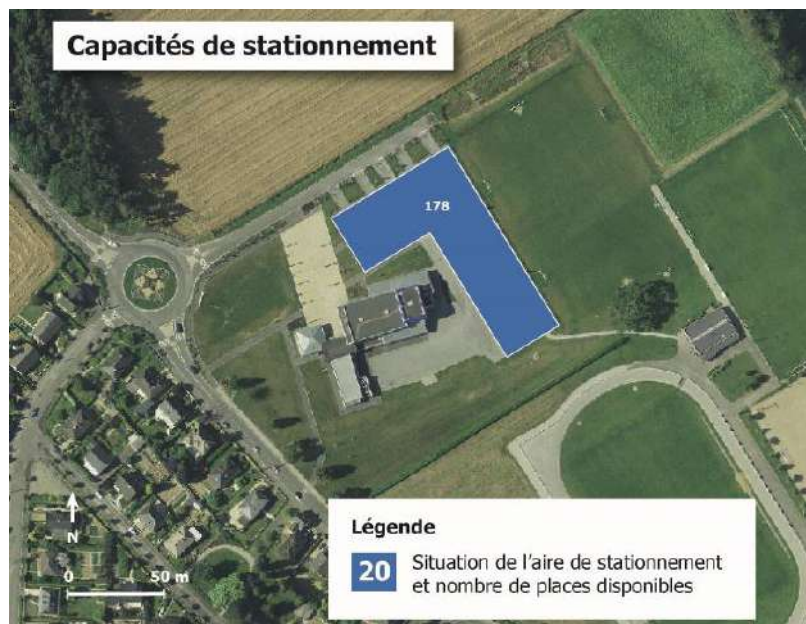 Capacités de stationnement
178
N
0 50 m
Légende
20 Situation de l'aire de stationnement
et nombre de places disponibles